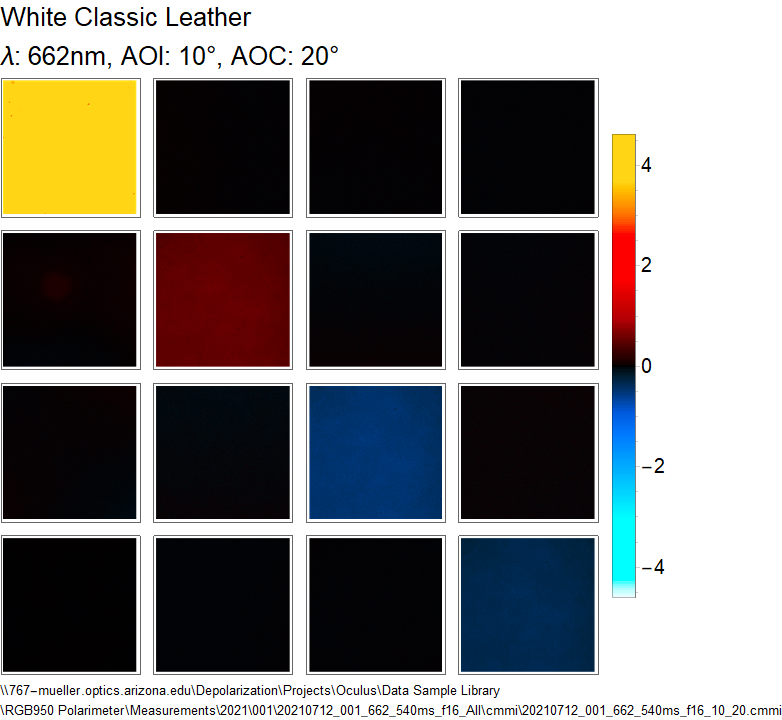 White Classic Leather
λ: 662nm, AOI: 10°, AOC: 20°
4
2
0
−2
−4
\\767−mueller.optics.arizona.edu\Depolarization\Projects\Oculus\Data Sample Library
\RGB950 Polarimeter\Measurements\2021\001\20210712_001_662_540ms_f16_All\cmmi\20210712_001_662_540ms_f16_10_20.cmmi